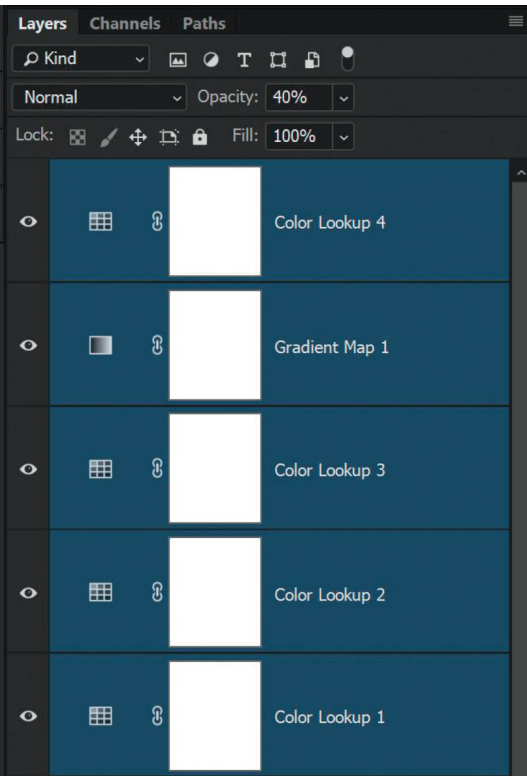 Layers Channels Paths
Kind
Normal Opacity: 40%
Lock: Fill: 100%
Color Lookup 4
Gradient Map 1
Color Lookup 3
Color Lookup 2
Color Lookup 1